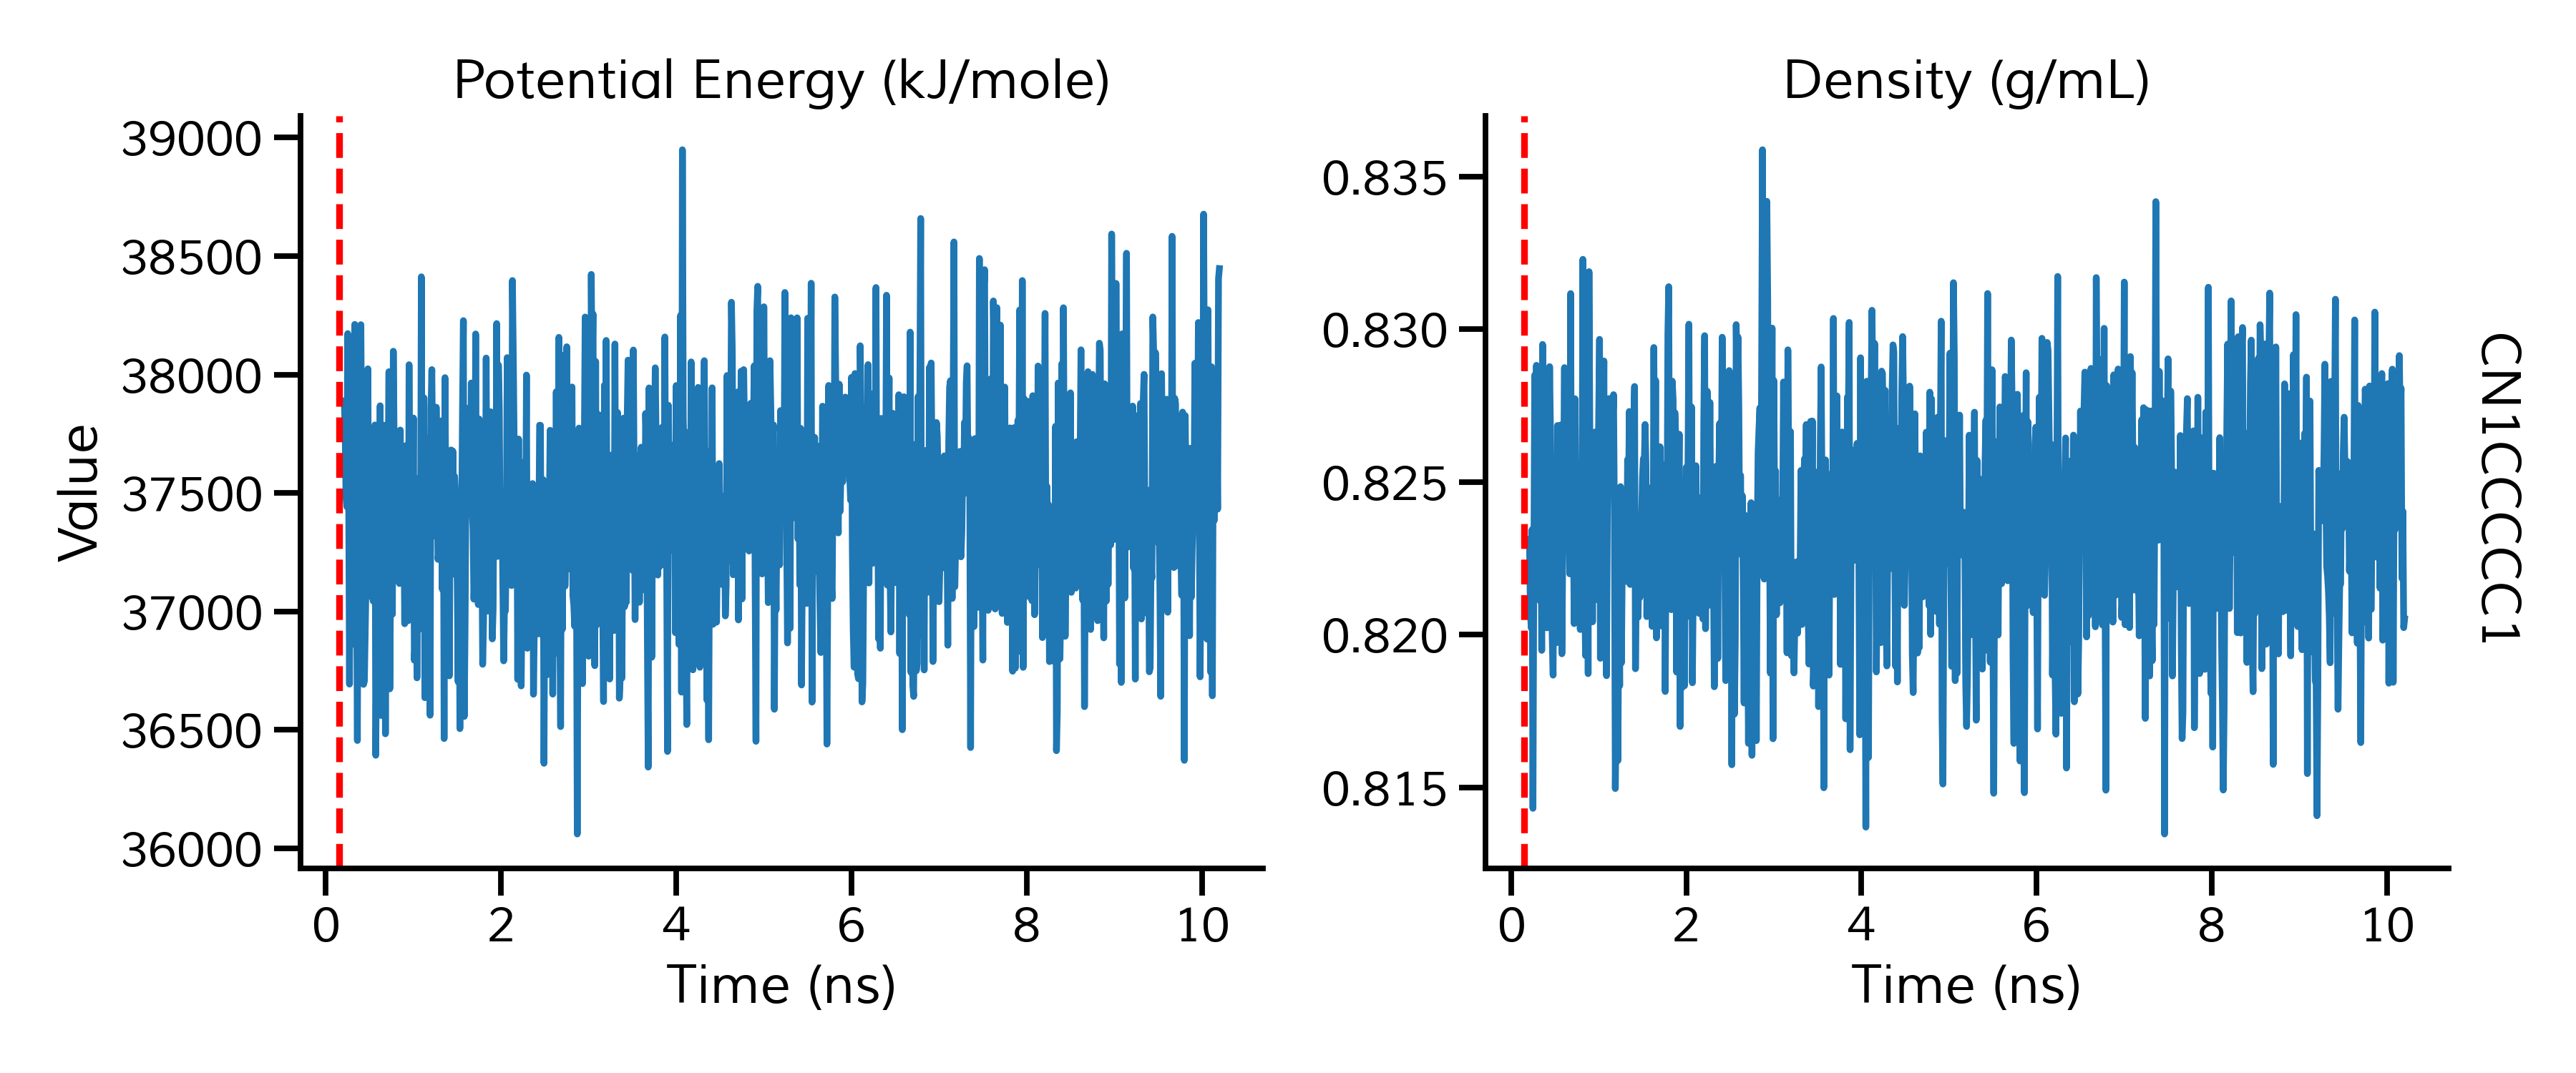 Potential Energy (kJ/mole)
39000
38500
38000
37500
37000
36500
36000
Value
0 2 4 6 8 10
Time (ns)
Density (g/mL)
0.835
0.830
0.825
0.820
0.815
0 2 4 6 8 10
Time (ns)
CN1CCCCC1